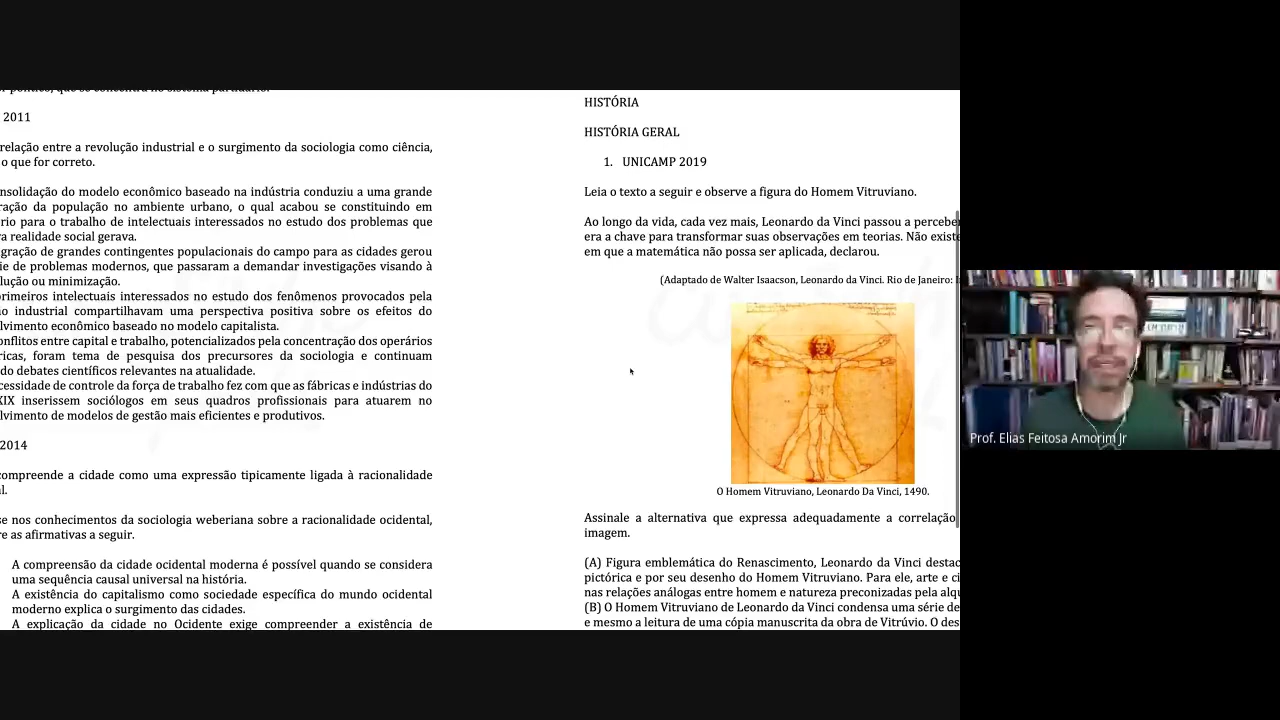 2011
relação entre a revolução industrial e o surgimento da sociologia como ciência,
o que for correto.
nsolidação do modelo econômico baseado na indústria conduziu a uma grande
ração da população no ambiente urbano, o qual acabou se constituindo em
rio para o trabalho de intelectuais interessados no estudo dos problemas que
va realidade social gerava.
gração de grandes contingentes populacionais do campo para as cidades gerou
ie de problemas modernos, que passaram a demandar investigações visando à
lução ou minimização.
primeiros intelectuais interessados no estudo dos fenômenos provocados pela
ão industrial compartilhavam uma perspectiva positiva sobre os efeitos do
lvimento econômico baseado no modelo capitalista.
onflitos entre capital e trabalho, potencializados pela concentração dos operários
ricas, foram tema de pesquisa dos precursores da sociologia e continuam
do debates científicos relevantes na atualidade.
cessidade de controle da força de trabalho fez com que as fábricas e indústrias do
XIX inserissem sociólogos em seus quadros profissionais para atuarem no
lvimento de modelos de gestão mais eficientes e produtivos.
2014
compreende a cidade como uma expressão tipicamente ligada à racionalidade
l.
se nos conhecimentos da sociologia weberiana sobre a racionalidade ocidental,
re as afirmativas a seguir.
A compreensão da cidade ocidental moderna é possível quando se considera
uma sequência causal universal na história.
A existência do capitalismo como sociedade específica do mundo ocidental
moderno explica o surgimento das cidades.
A explicação da cidade no Ocidente exige compreender a existência de
HISTÓRIA
HISTÓRIA GERAL
1. UNICAMP 2019
Leia o texto a seguir e observe a figura do Homem Vitruviano.
Ao longo da vida, cada vez mais, Leonardo da Vinci passou a perceber
era a chave para transformar suas observações em teorias. Não existe
em que a matemática não possa ser aplicada, declarou.
(Adaptado de Walter Isaacson, Leonardo da Vinci. Rio de Janeiro: In
O Homem Vitruviano, Leonardo Da Vinci, 1490.
Assinale a alternativa que expressa adequadamente a correlação
imagem.
(A) Figura emblemática do Renascimento, Leonardo da Vinci destac
pictórica e por seu desenho do Homem Vitruviano. Para ele, arte e ci
nas relações análogas entre homem e natureza preconizadas pela alqu
(B) O Homem Vitruviano de Leonardo da Vinci condensa uma série de
e mesmo a leitura de uma cópia manuscrita da obra de Vitrúvio. O des
Prof. Elias Feitosa Amorim Jr